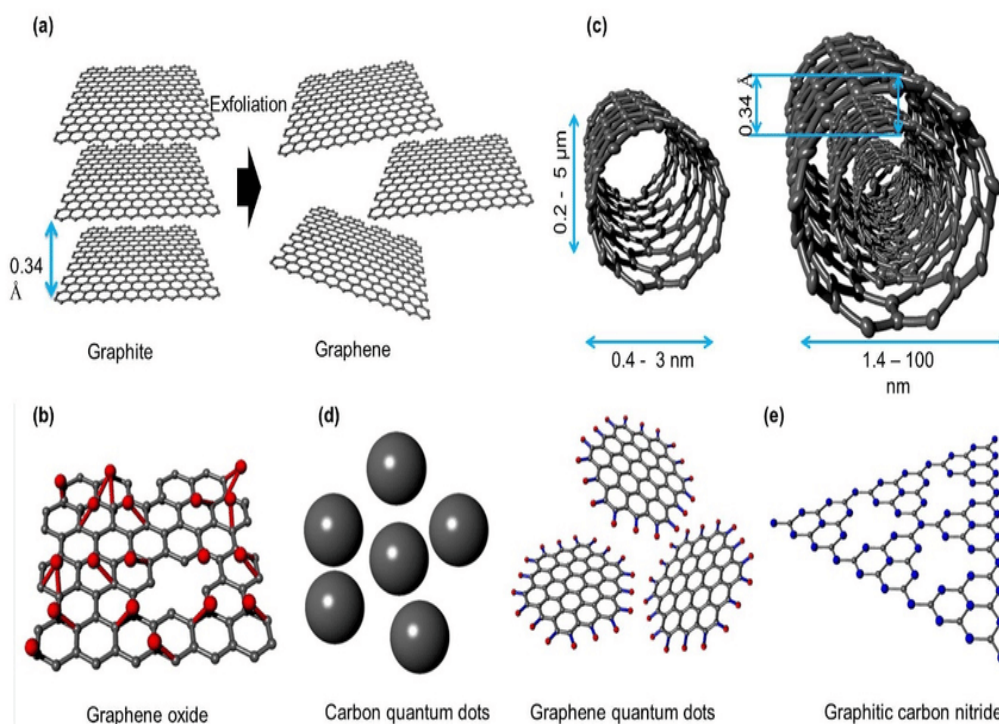 (a)
Exfoliation
0.34
Å
Graphite
Graphene
(c)
0.2 - 5 µm
0.34 Å
0.4 - 3 nm
1.4 – 100
nm
(b)
Graphene oxide
(d)
Carbon quantum dots
Graphene quantum dots
(e)
Graphitic carbon nitride